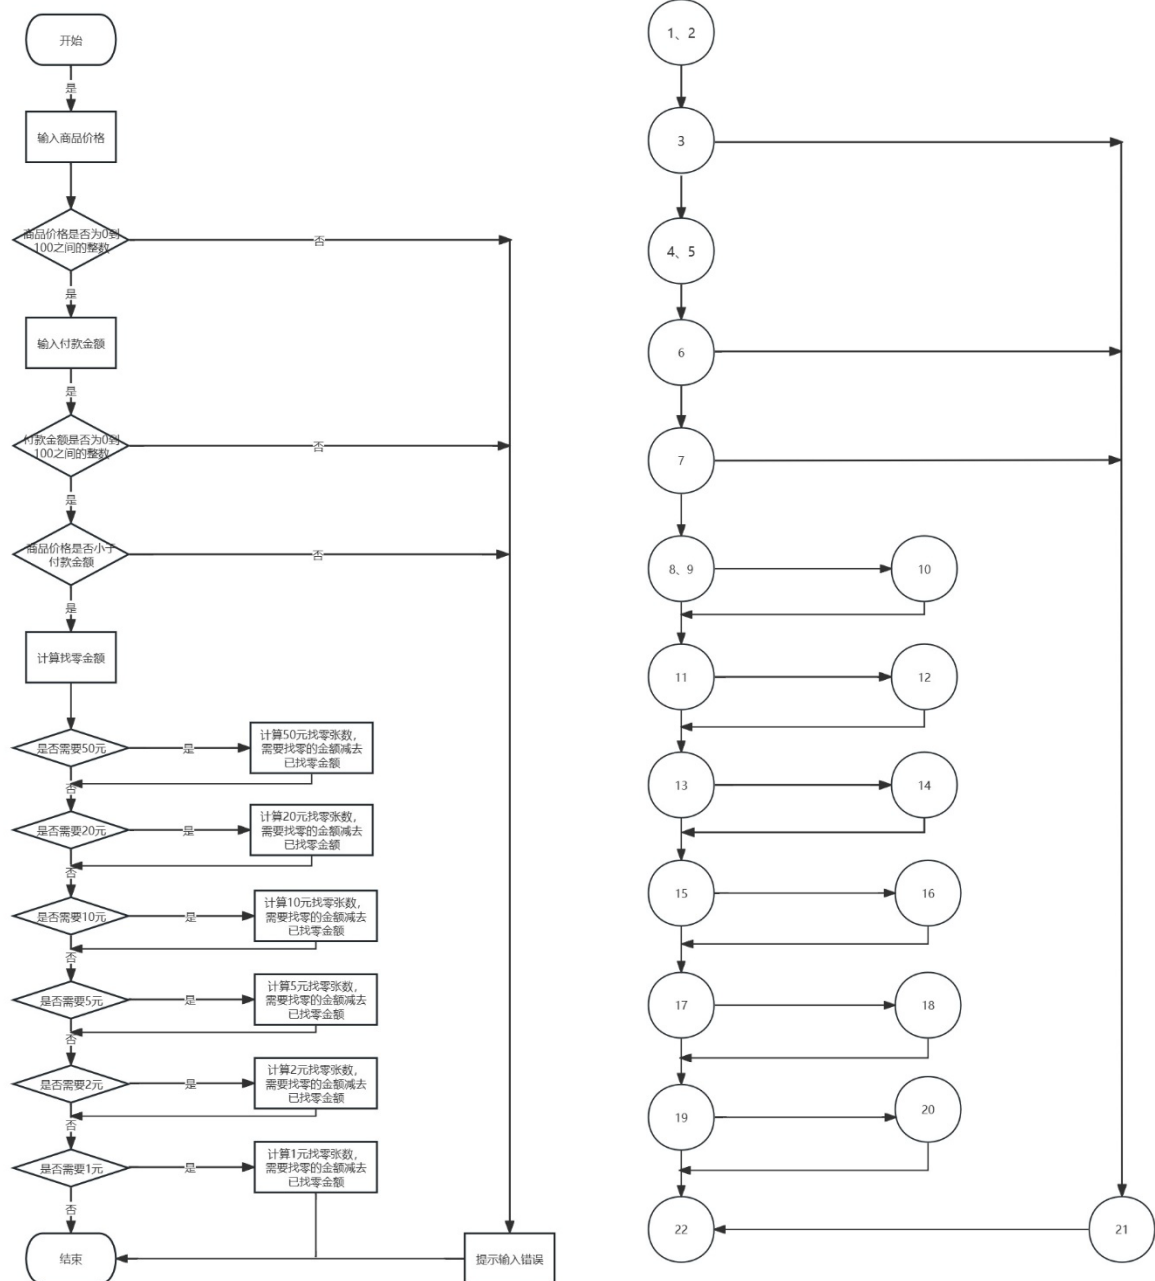 开始
是
输入商品价格
商品价格是否为0到
100之间的整数
否
是
输入付款金额
是
付款金额是否为0到
100之间的整数
否
是
商品价格是否小于
付款金额
否
是
计算找零金额
是否需要50元
是
计算50元找零张数,
需要找零的金额减去
已找零金额
否
是否需要20元
是
计算20元找零张数,
需要找零的金额减去
已找零金额
否
是否需要10元
是
计算10元找零张数,
需要找零的金额减去
已找零金额
否
是否需要5元
是
计算5元找零张数,
需要找零的金额减去
已找零金额
否
是否需要2元
是
计算2元找零张数,
需要找零的金额减去
已找零金额
否
是否需要1元
是
计算1元找零张数,
需要找零的金额减去
已找零金额
否
结束
提示输入错误
1、2
3
4、5
6
7
8、9
10
11
12
13
14
15
16
17
18
19
20
22
21